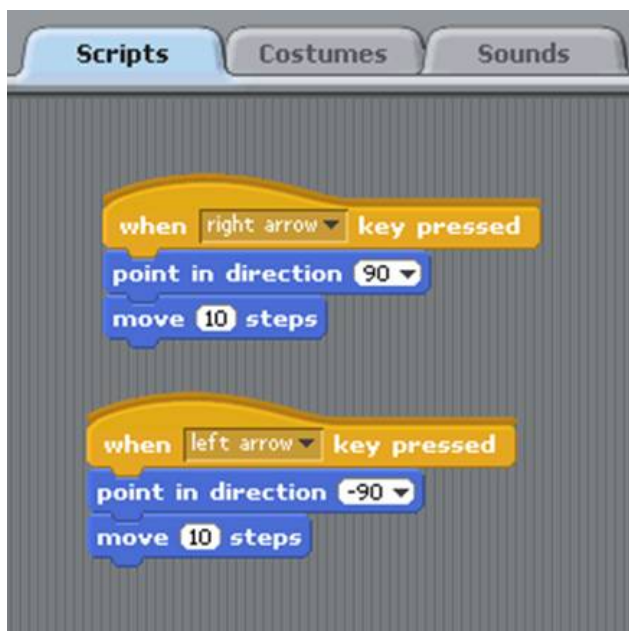 Scripts Costumes Sounds
when right arrow key pressed
point in direction 90
move 10 steps
when left arrow key pressed
point in direction -90
move 10 steps